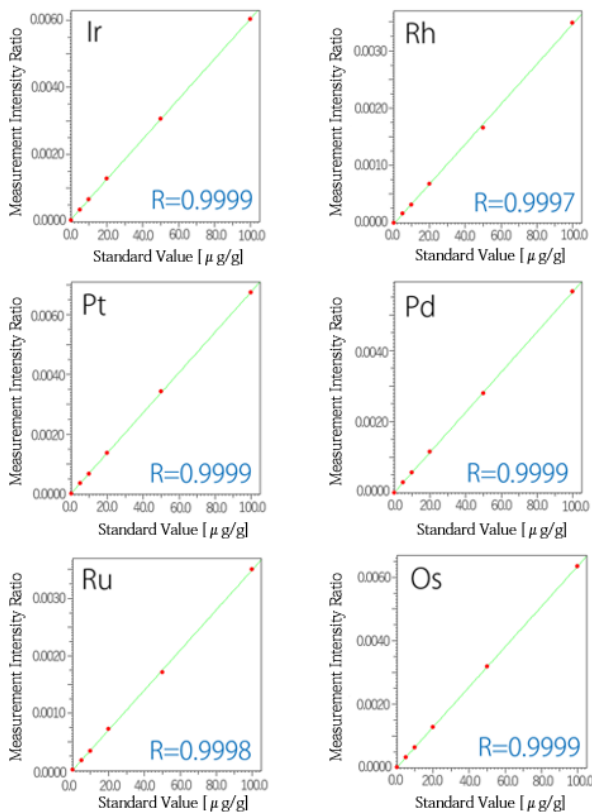 Ir
Measurement Intensity Ratio
0.0060
0.0040
0.0020
0.0000
R=0.9999
0.0 20.0 40.0 60.0 80.0 100.0
Standard Value [ μ g/g]
Rh
Measurement Intensity Ratio
0.0030
0.0020
0.0010
0.0000
R=0.9997
0.0 20.0 40.0 60.0 80.0 100.0
Standard Value [ μ g/g]
Pt
Measurement Intensity Ratio
0.0060
0.0040
0.0020
0.0000
R=0.9999
0.0 20.0 40.0 60.0 80.0 100.0
Standard Value [ μ g/g]
Pd
Measurement Intensity Ratio
0.0040
0.0020
0.0000
R=0.9999
0.0 20.0 40.0 60.0 80.0 100.0
Standard Value [ μ g/g]
Ru
Measurement Intensity Ratio
0.0030
0.0020
0.0010
0.0000
R=0.9998
0.0 20.0 40.0 60.0 80.0 100.0
Standard Value [ μ g/g]
Os
Measurement Intensity Ratio
0.0060
0.0040
0.0020
0.0000
R=0.9999
0.0 20.0 40.0 60.0 80.0 100.0
Standard Value [ μ g/g]